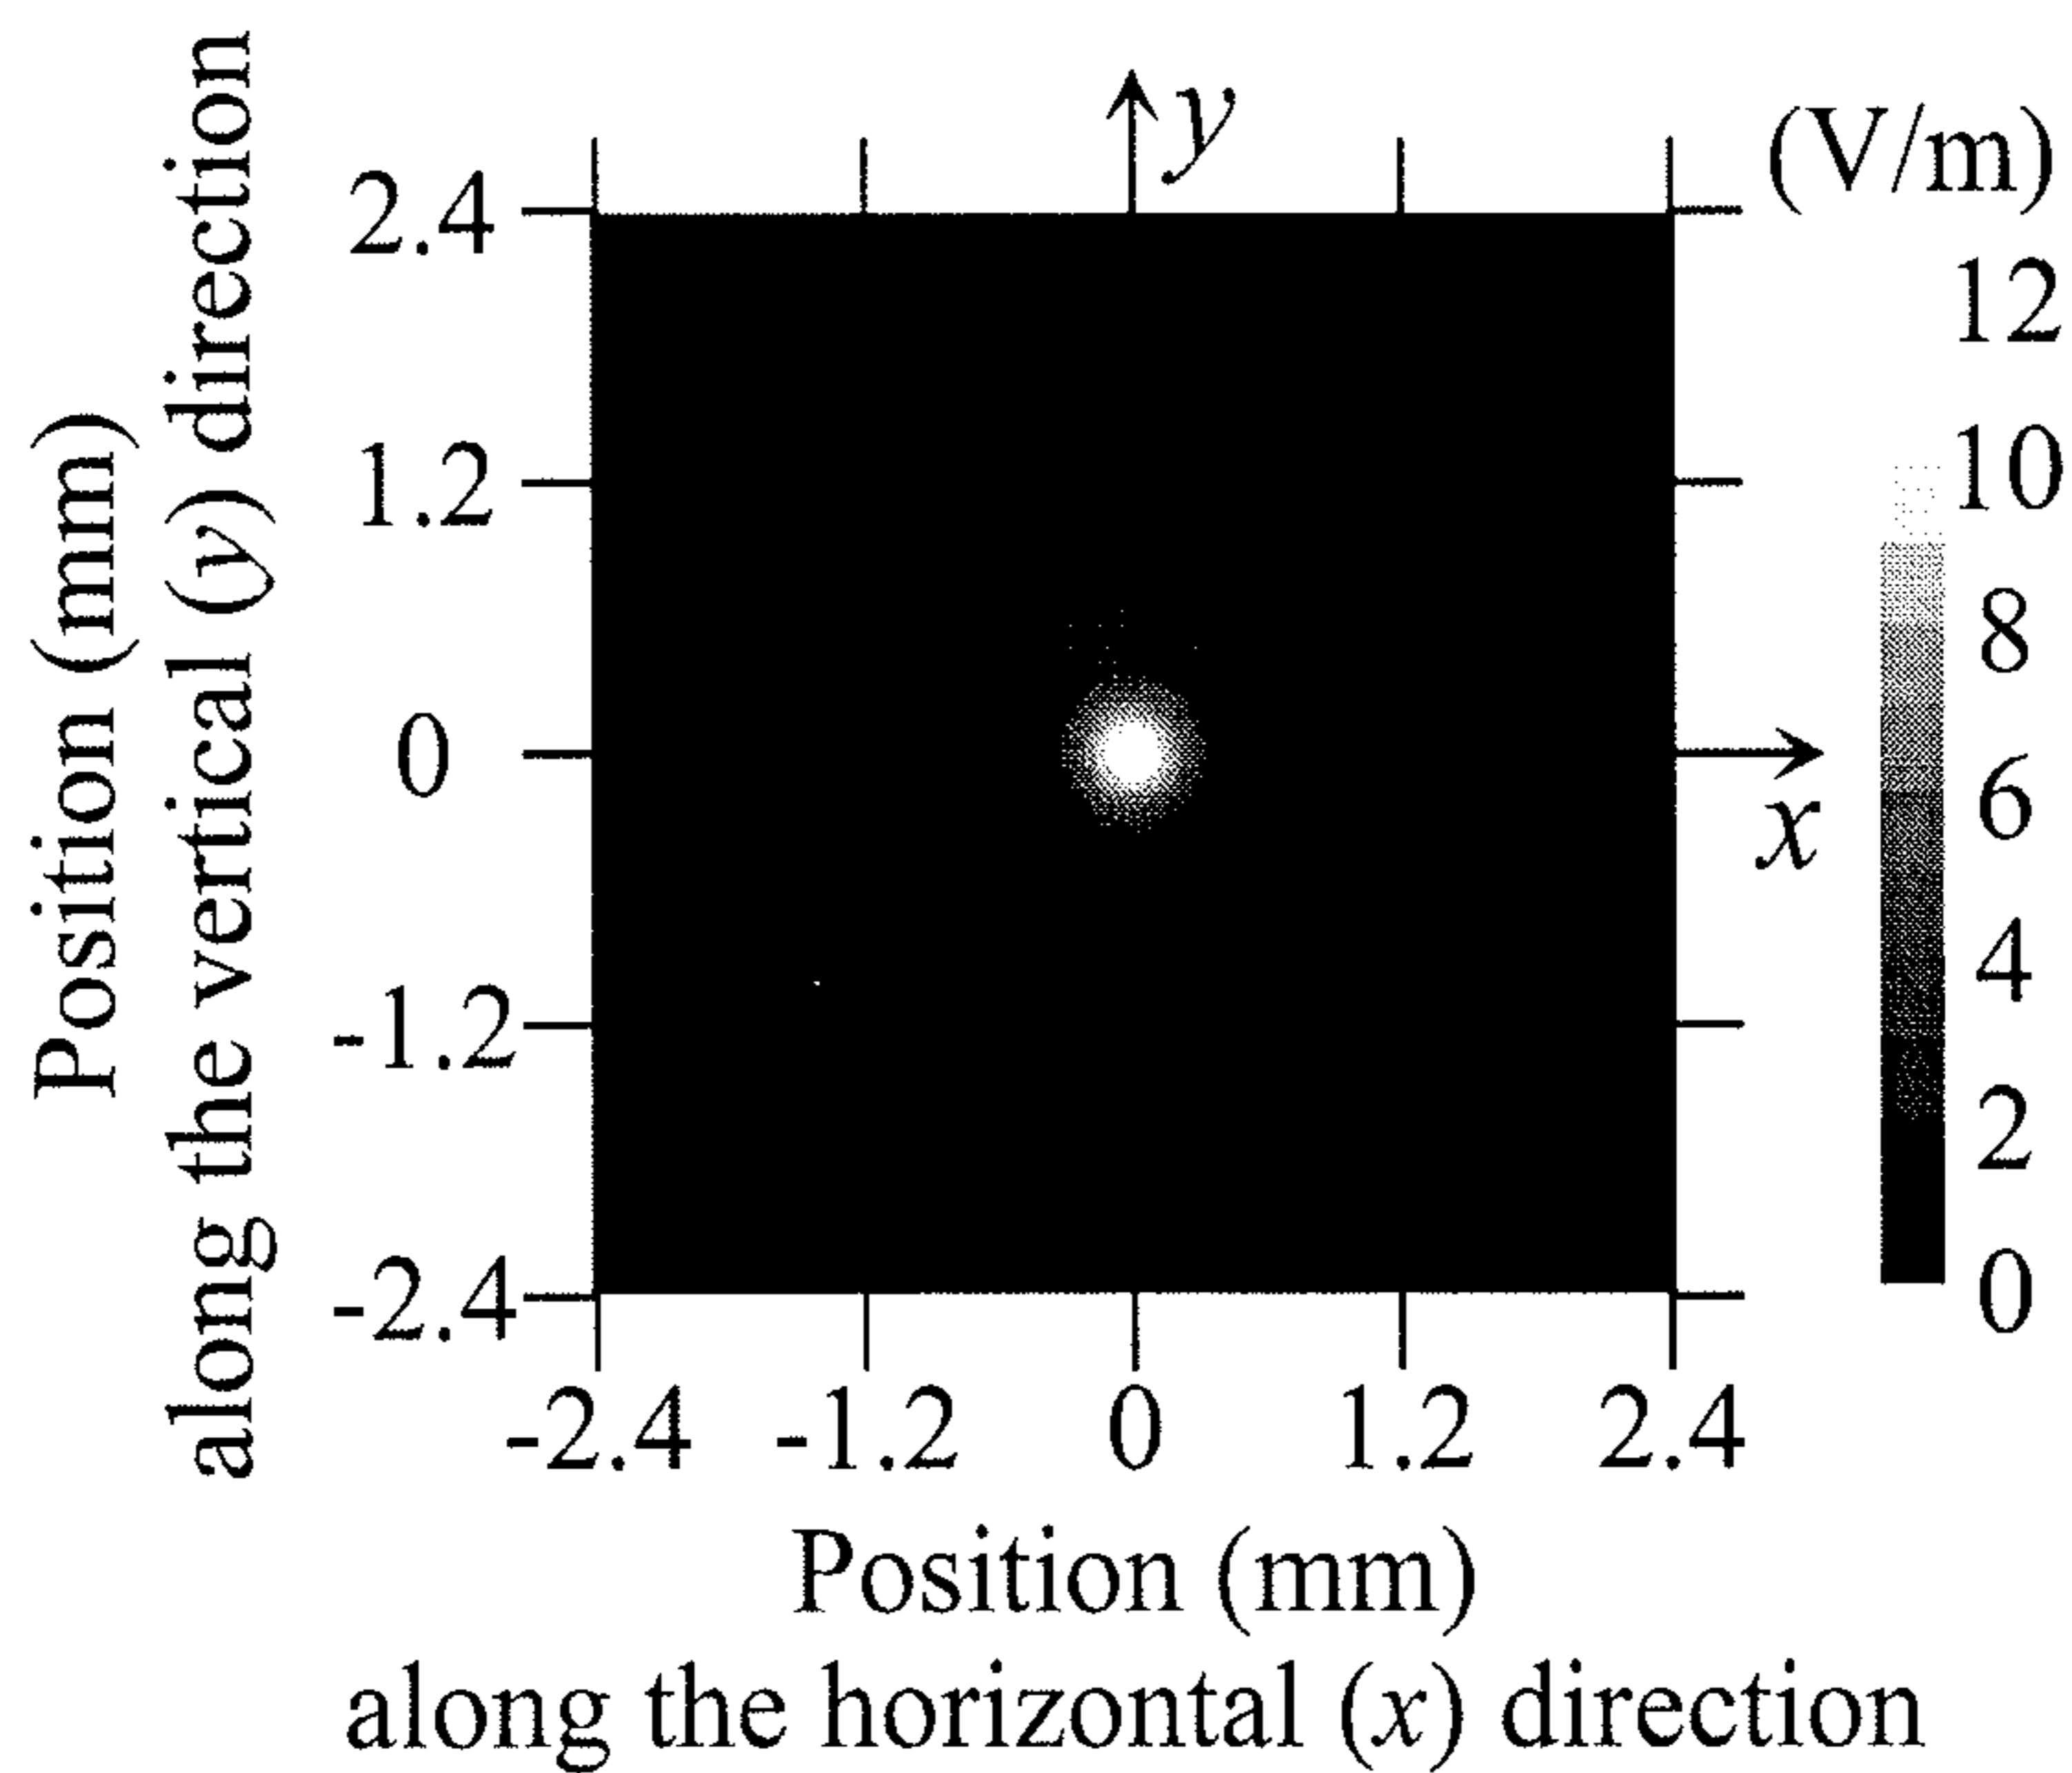 Position (mm)
along the vertical (y) direction
y
(V/m)
2.4
1.2
0
-1.2
-2.4
x
12
10
8
6
4
2
0
-2.4 -1.2 0 1.2 2.4
Position (mm)
along the horizontal (x) direction